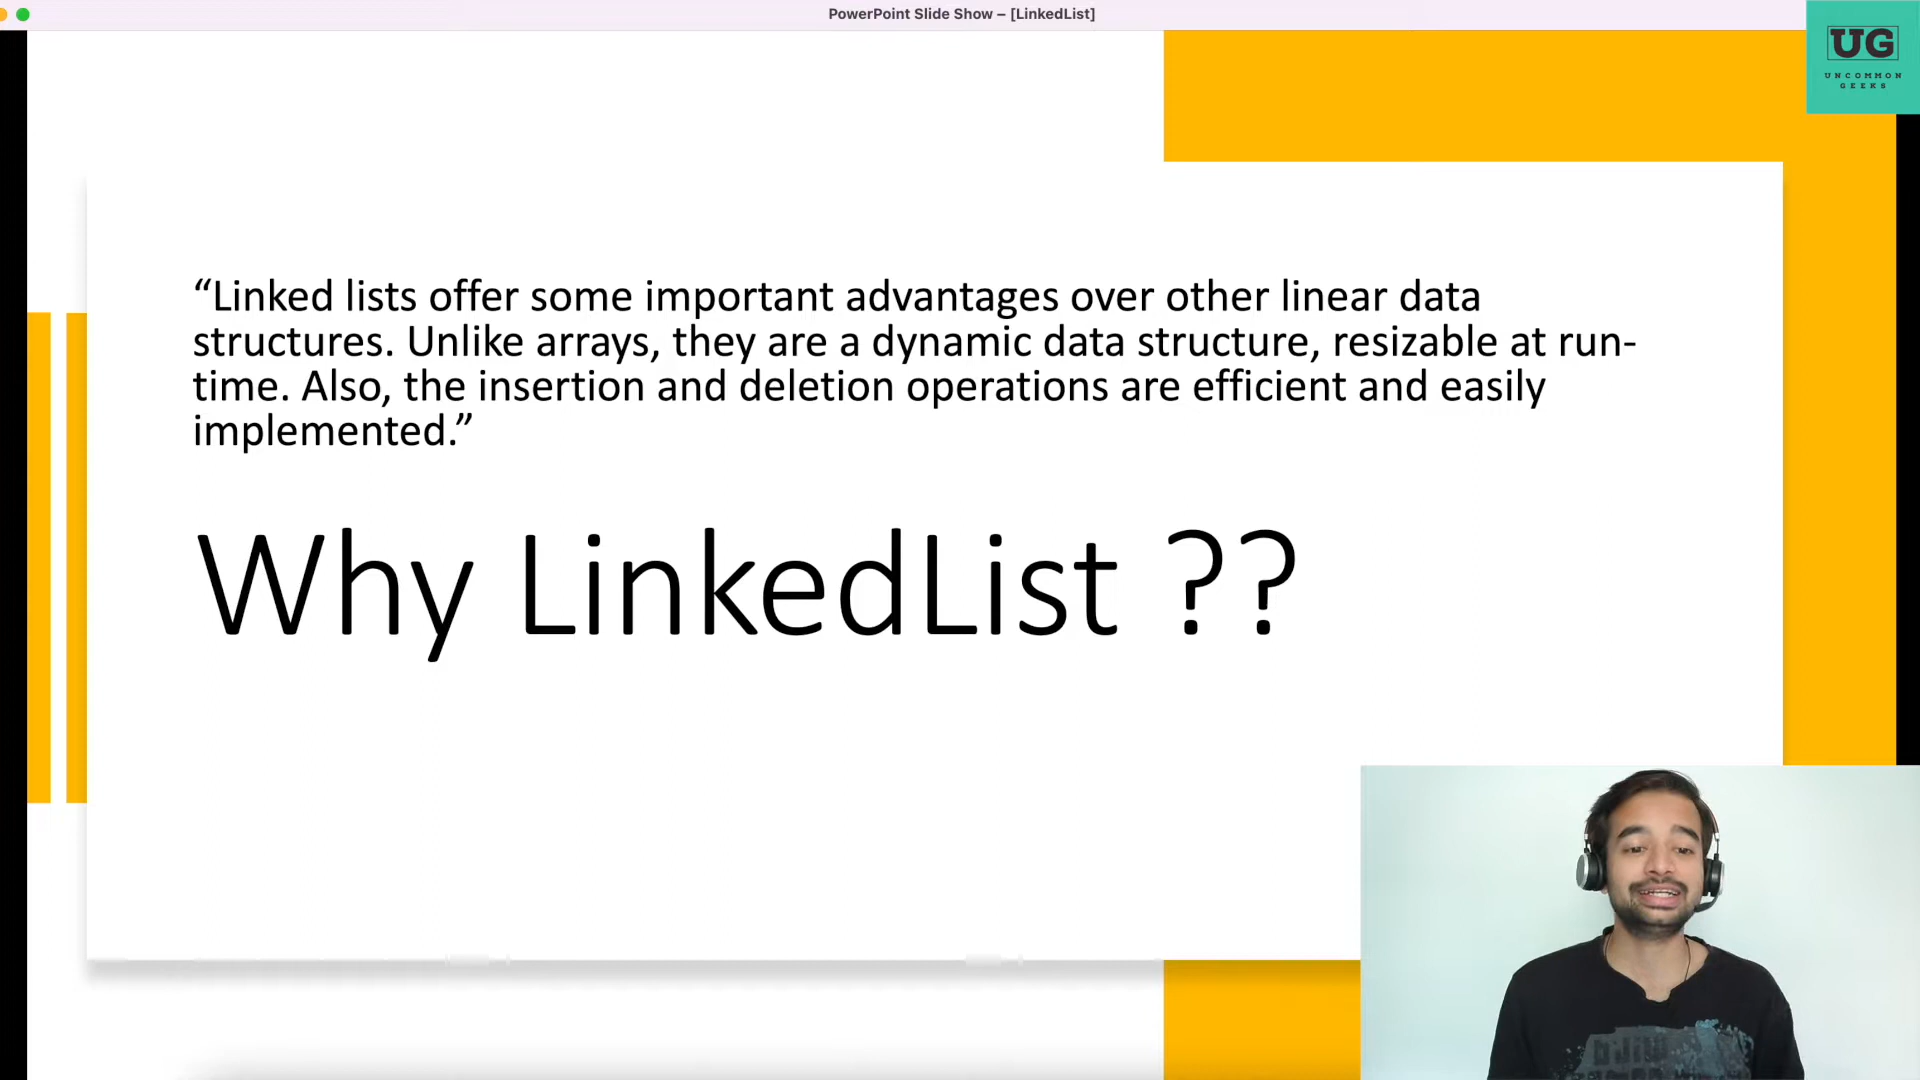 PowerPoint Slide Show – [LinkedList]
UG
UNCOMMON
GEEKS
“Linked lists offer some important advantages over other linear data
structures. Unlike arrays, they are a dynamic data structure, resizable at run-
time. Also, the insertion and deletion operations are efficient and easily
implemented.”
Why LinkedList ??